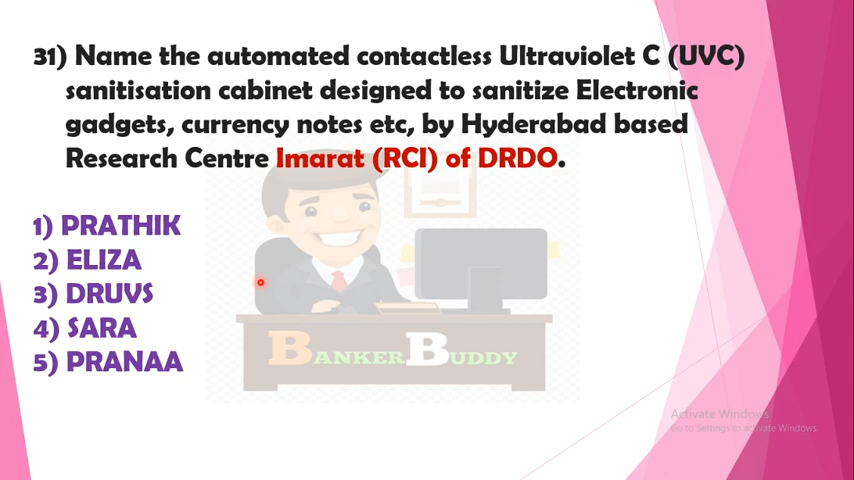 31) Name the automated contactless Ultraviolet C (UVC)
sanitisation cabinet designed to sanitize Electronic
gadgets, currency notes etc, by Hyderabad based
Research Centre Imarat (RCI) of DRDO.
1) PRATHIK
2) ELIZA
3) DRUVS
4) SARA
5) PRANAA
BANKERBUDDY
Activate Windows
Go to Settings to activate Windows.